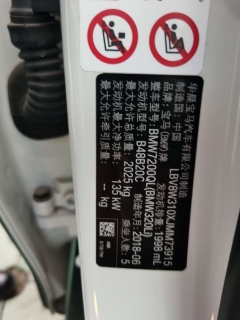 华晨宝马汽车有限公司制造
LBV8W310XJMM73915
制造国：中国
品牌：宝马(BMW)牌
整车型号：BMW7200QL(BMW320Li)
发动机型号：B48B20C 发动机排量：1998 ml
最大允许总质量：2025 kg 制造年月：2018-06
发动机最大净功率：135 kW 乘坐人数：5
最大允许牵引质量：-- kg